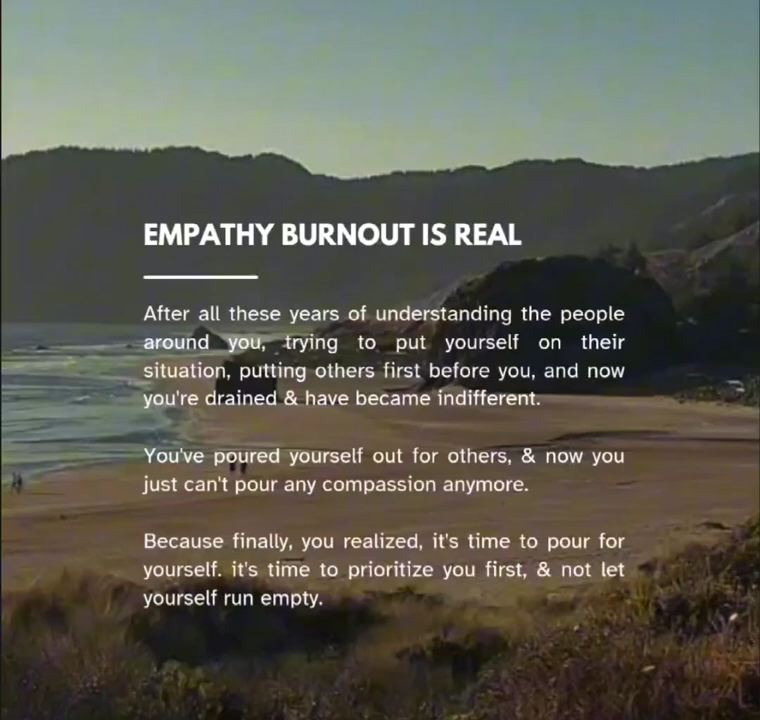 EMPATHY BURNOUT IS REAL
After all these years of understanding the people
around you, trying to put yourself on their
situation, putting others first before you, and now
you're drained & have became indifferent.
You've poured yourself out for others, & now you
just can't pour any compassion anymore.
Because finally, you realized, it's time to pour for
yourself. it's time to prioritize you first, & not let
yourself run empty.